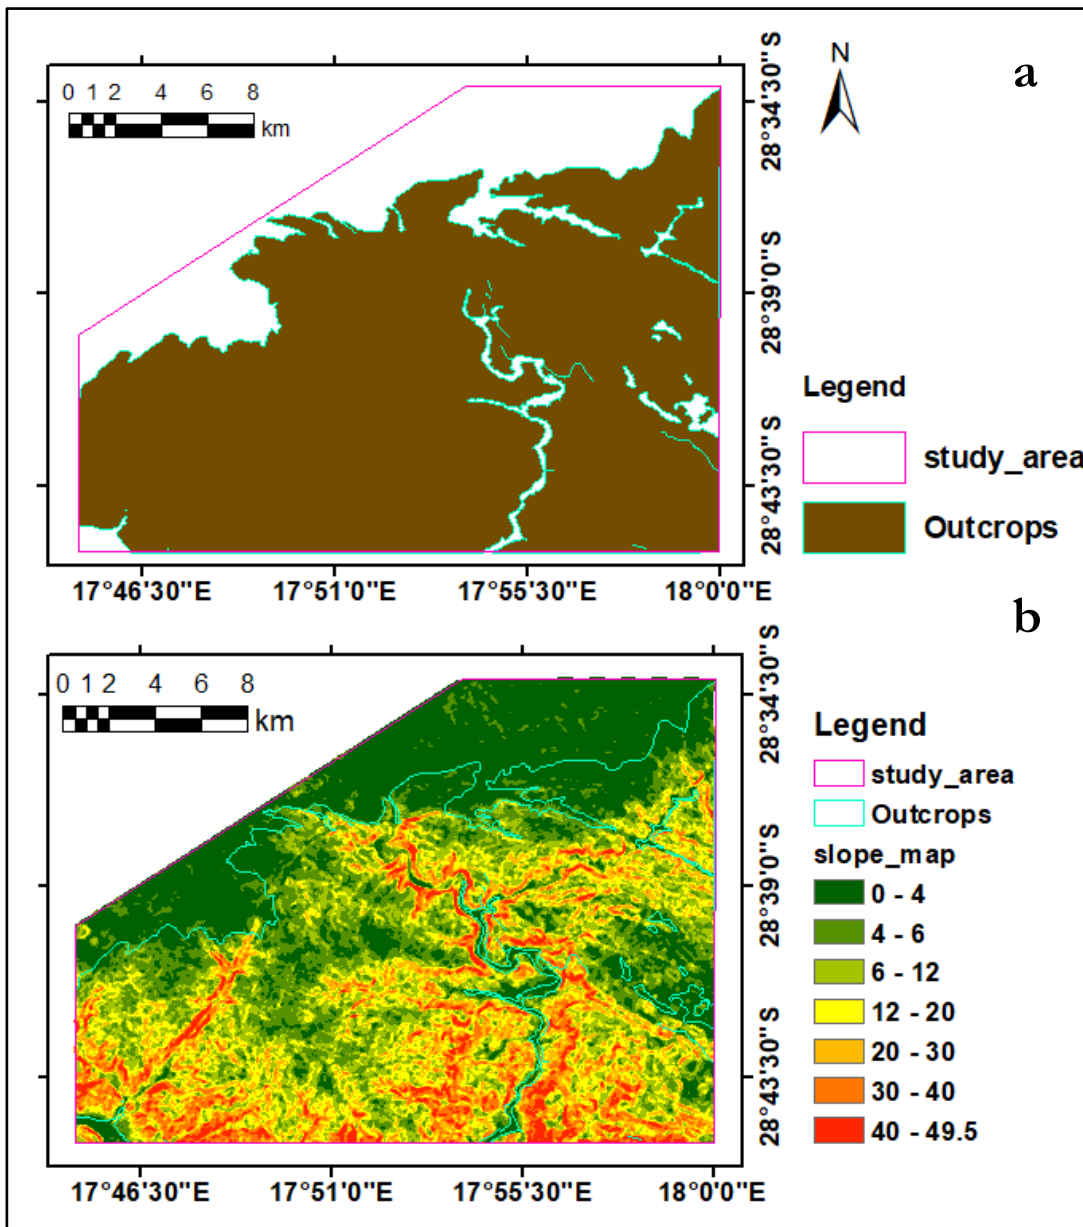 a
N
0 1 2 4 6 8
km
28°34'30"S
28°39'0"S
28°43'30"S
17°46'30"E 17°51'0"E 17°55'30"E 18°0'0"E
Legend
study_area
Outcrops
b
0 1 2 4 6 8
km
28°34'30"S
28°39'0"S
28°43'30"S
17°46'30"E 17°51'0"E 17°55'30"E 18°0'0"E
Legend
study_area
Outcrops
slope_map
0 - 4
4 - 6
6 - 12
12 - 20
20 - 30
30 - 40
40 - 49.5